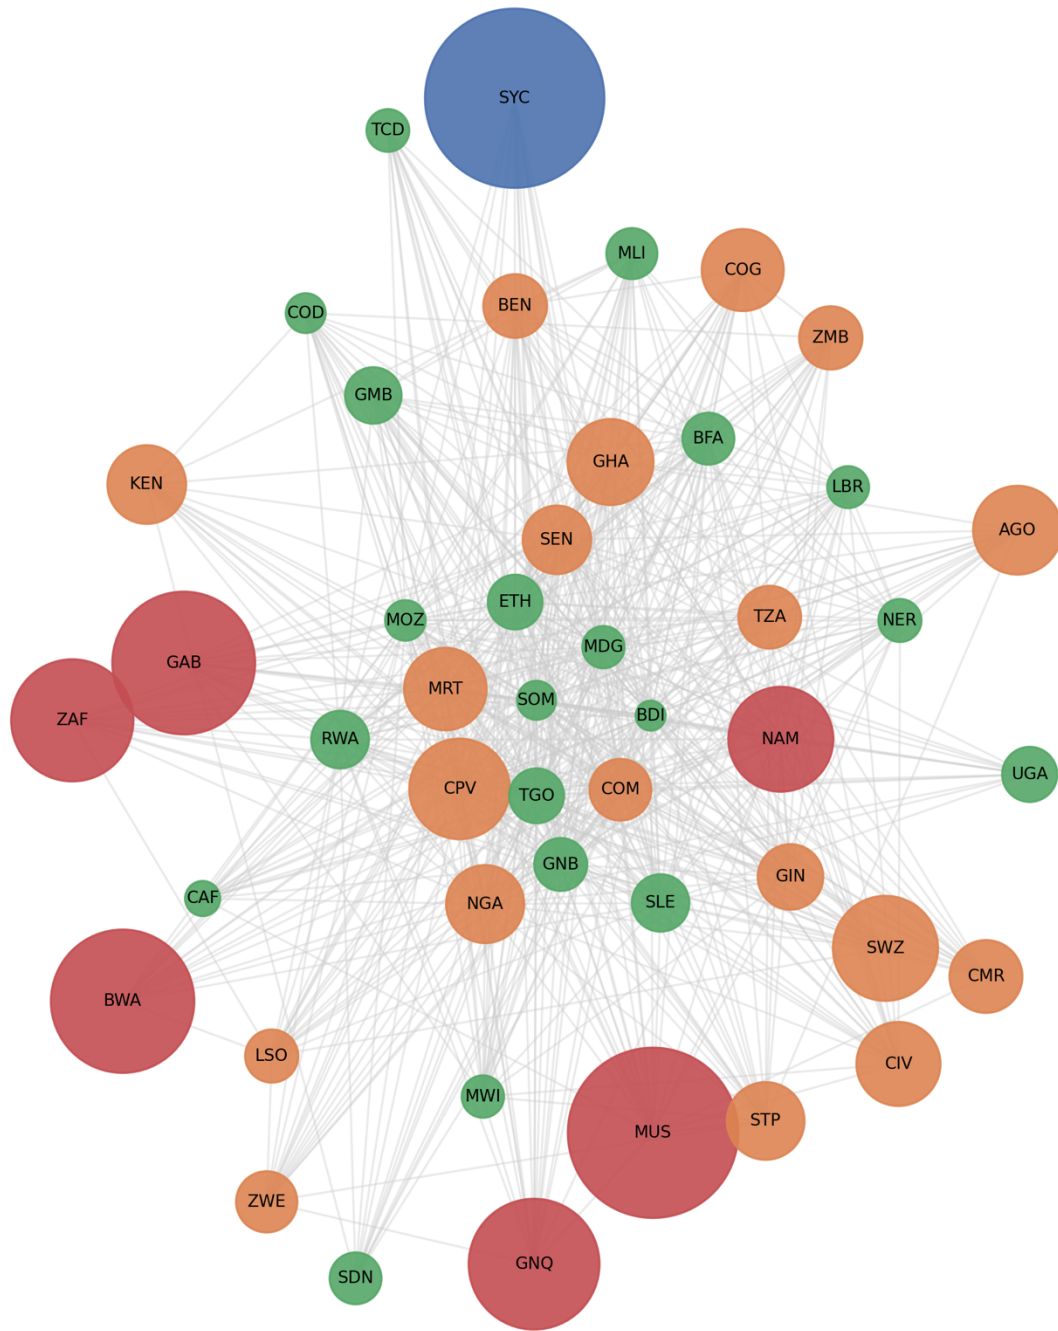 SYC
TCD
MLI
COG
BEN
COD
ZMB
GMB
BFA
GHA
KEN
LBR
AGO
SEN
ETH
MOZ
TZA
NER
MDG
GAB
MRT
SOM
BDI
ZAF
RWA
NAM
UGA
CPV
TGO
COM
GNB
GIN
CAF
NGA
SLE
SWZ
CMR
BWA
LSO
CIV
MWI
STP
MUS
ZWE
GNQ
SDN